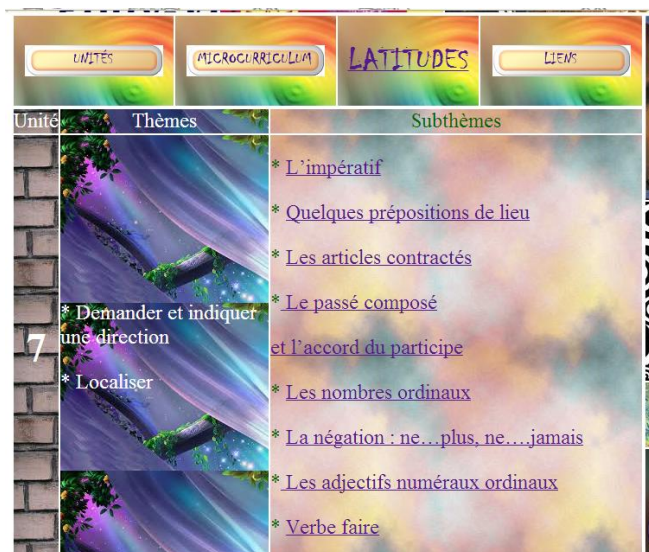 UNITÉS
MICROCURRICULUM
LATITUDES
LIENS
Unité
Thèmes
Subthèmes
7
* Demander et indiquer
une direction
* Localiser
* L'impératif
* Quelques prépositions de lieu
* Les articles contractés
* Le passé composé
et l'accord du participe
* Les nombres ordinaux
* La négation : ne…plus, ne….jamais
* Les adjectifs numéraux ordinaux
* Verbe faire